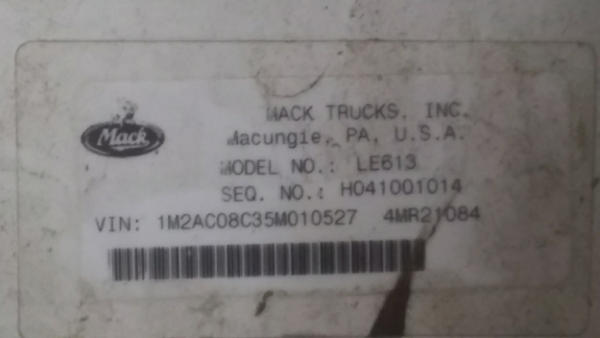 Mack
MACK TRUCKS, INC.
Macungie, PA, U.S.A.
MODEL NO.: LE613
SEQ. NO.: H041001014
VIN: 1M2AC08C35M010527 4MR21084